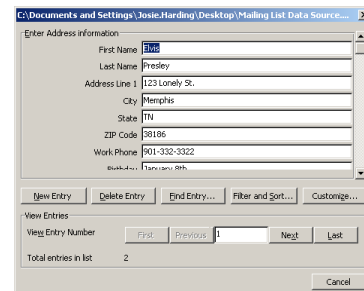 C:\Documents and Settings\Josie.Harding\Desktop\Mailing List Data Source....
Enter Address information
First Name Elvis
Last Name Presley
Address Line 1 123 Lonely St.
City Memphis
State TN
ZIP Code 38186
Work Phone 901-332-3322
Birthday January 8th
New Entry Delete Entry Find Entry... Filter and Sort... Customize...
View Entries
View Entry Number First Previous 1 Next Last
Total entries in list 2
Cancel